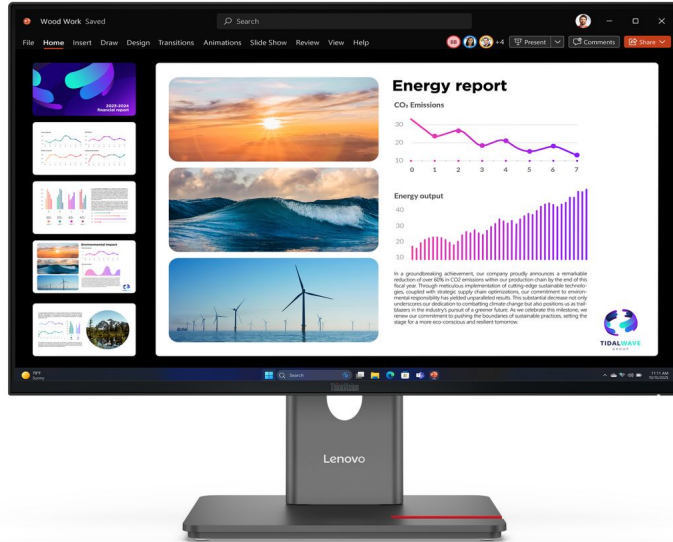 Wood Work Saved
Search
File Home Insert Draw Design Transitions Animations Slide Show Review View Help
BB
+4
Present
Comments
Share
2023-2024
financial report
Environmental impact
Energy report
CO₂ Emissions
30
20
10
0 1 2 3 4 5 6 7
Energy output
40
30
20
10
In a groundbreaking achievement, our company proudly announces a remarkable
reduction of over 60% in CO2 emissions within our production chain by the end of this
fiscal year. Through meticulous implementation of cutting-edge sustainable technolo-
gies, coupled with strategic supply chain optimizations, our commitment to environ-
mental responsibility has yielded unparalleled results. This substantial decrease not only
underscores our dedication to combatting climate change but also positions us as trail-
blazers in the industry's pursuit of a greener future. As we celebrate this milestone, we
renew our commitment to pushing the boundaries of sustainable practices, setting the
stage for a more eco-conscious and resilient tomorrow.
TIDALWAVE
GROUP
Sunny
Search
11:11 AM
ThinkVision
Lenovo